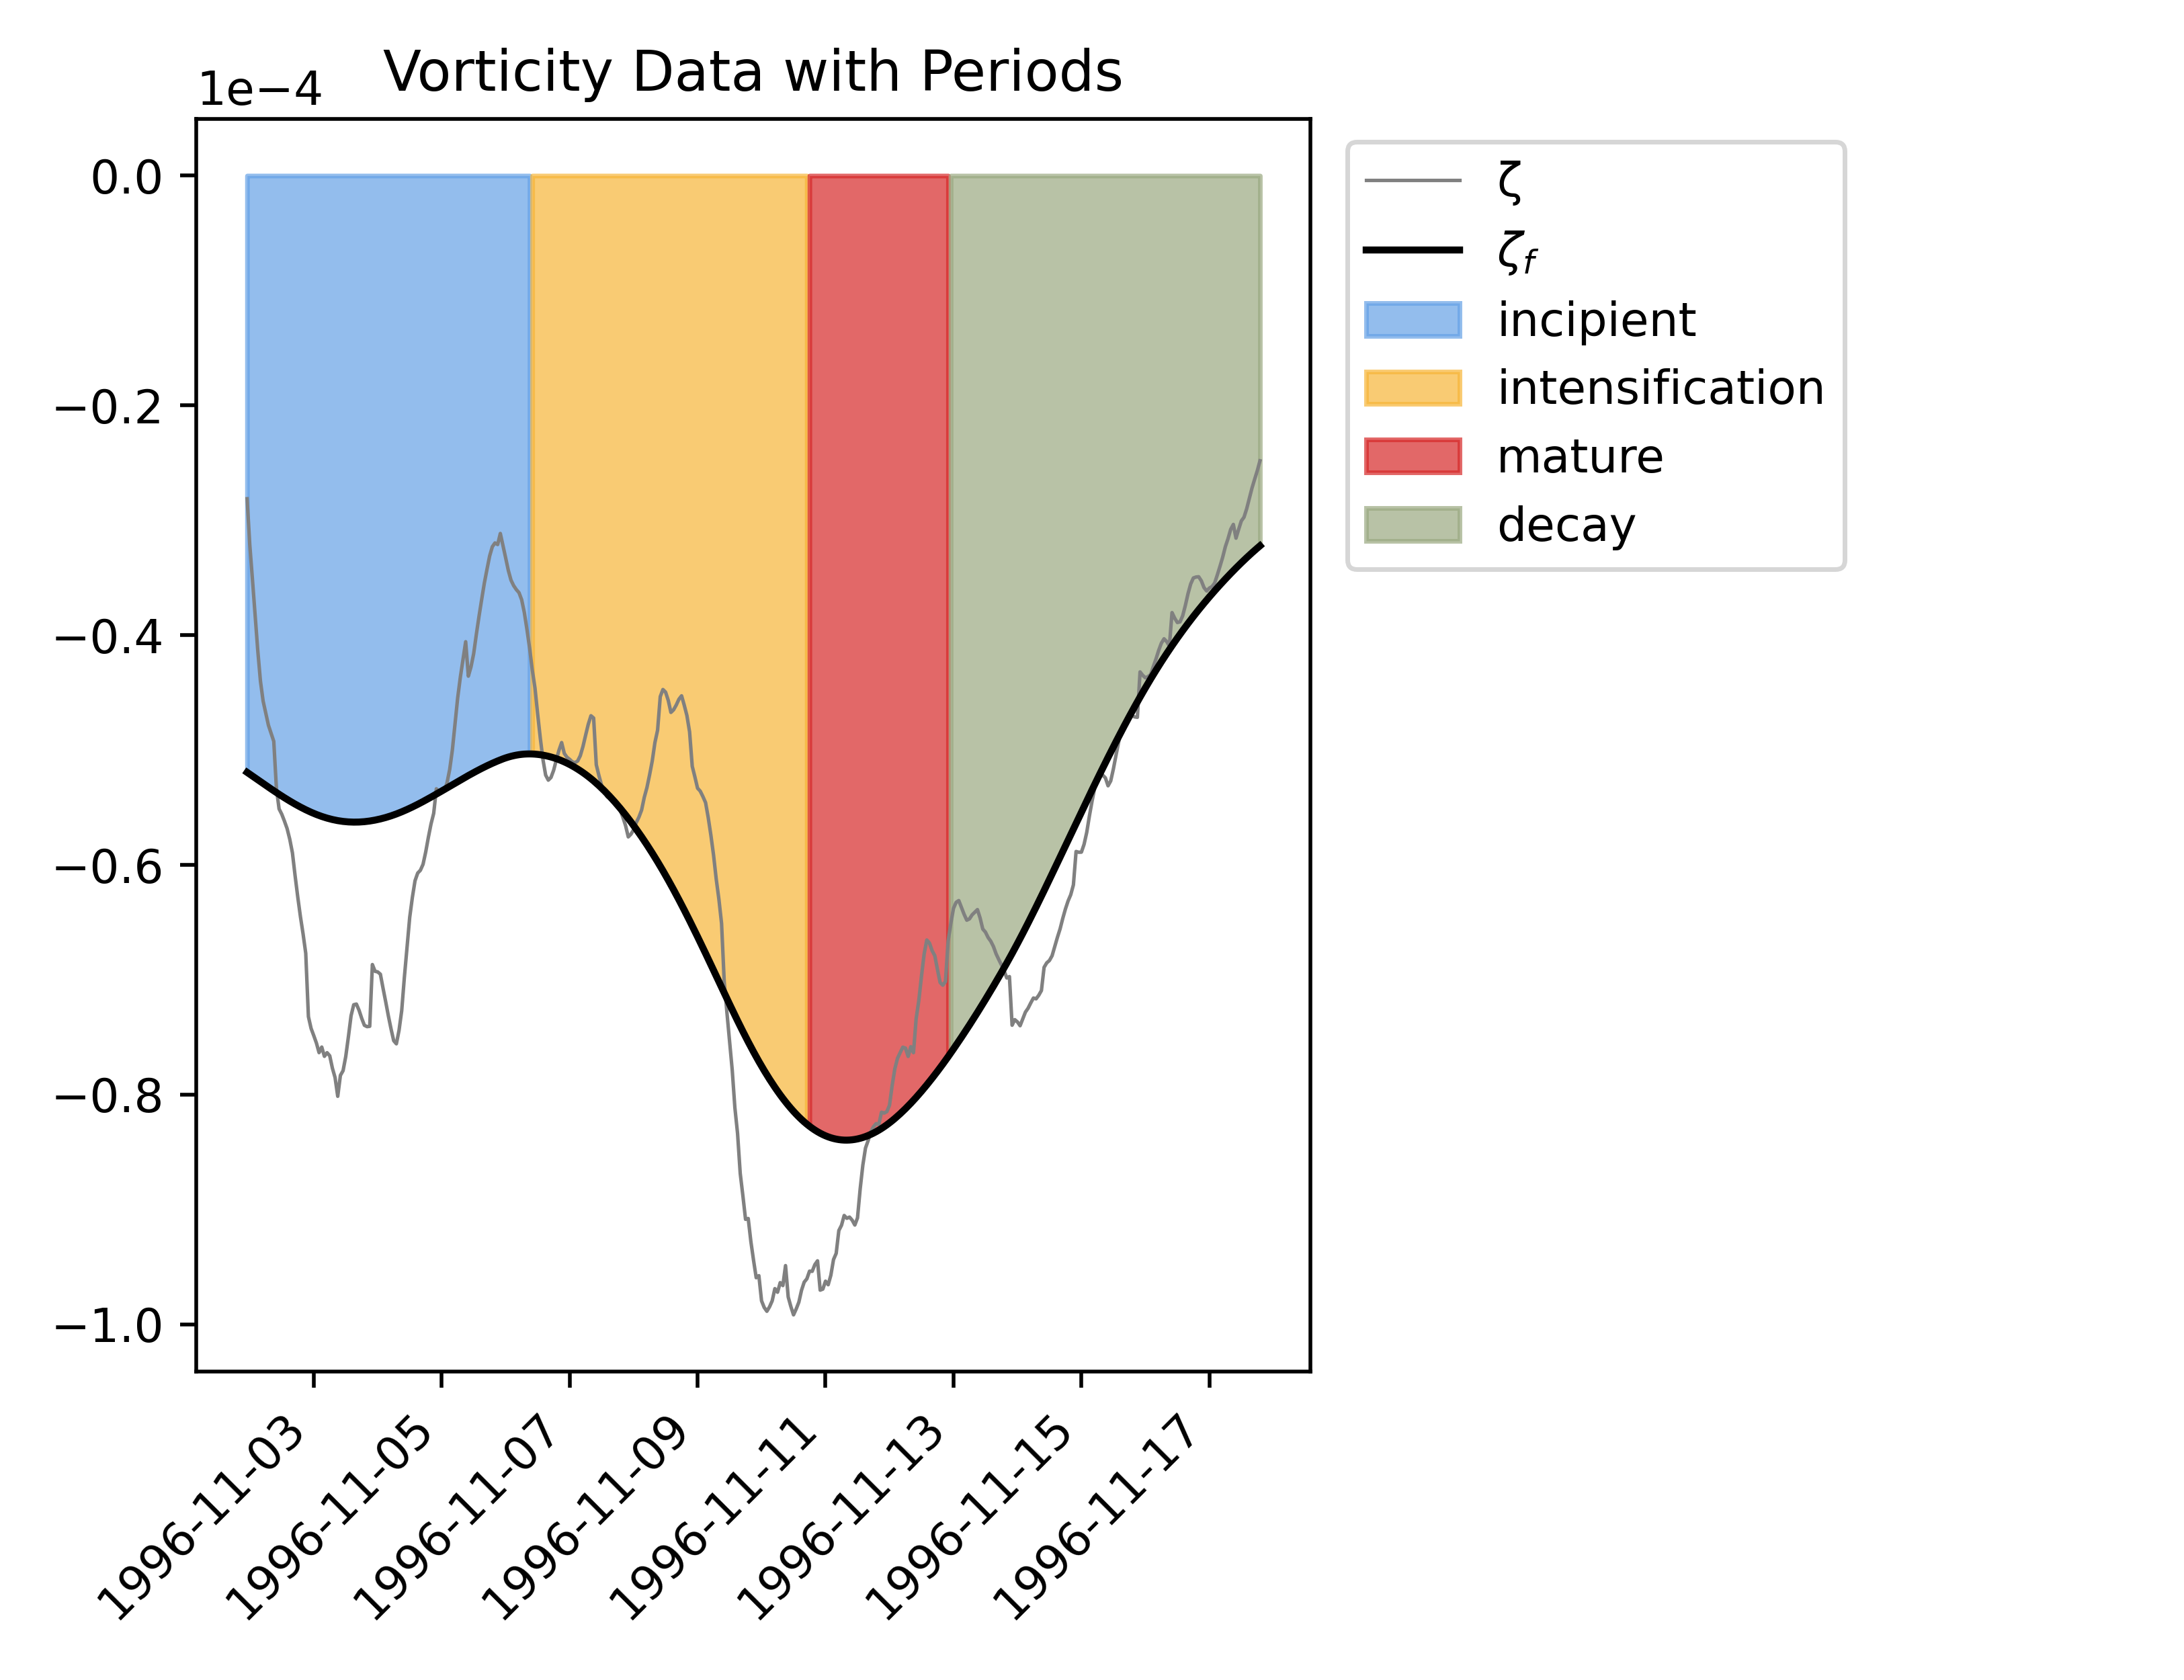 Vorticity Data with Periods
1e−4
0.0
−0.2
−0.4
−0.6
−0.8
−1.0
1996-11-03
1996-11-05
1996-11-07
1996-11-09
1996-11-11
1996-11-13
1996-11-15
1996-11-17
ζ
ζf
incipient
intensification
mature
decay